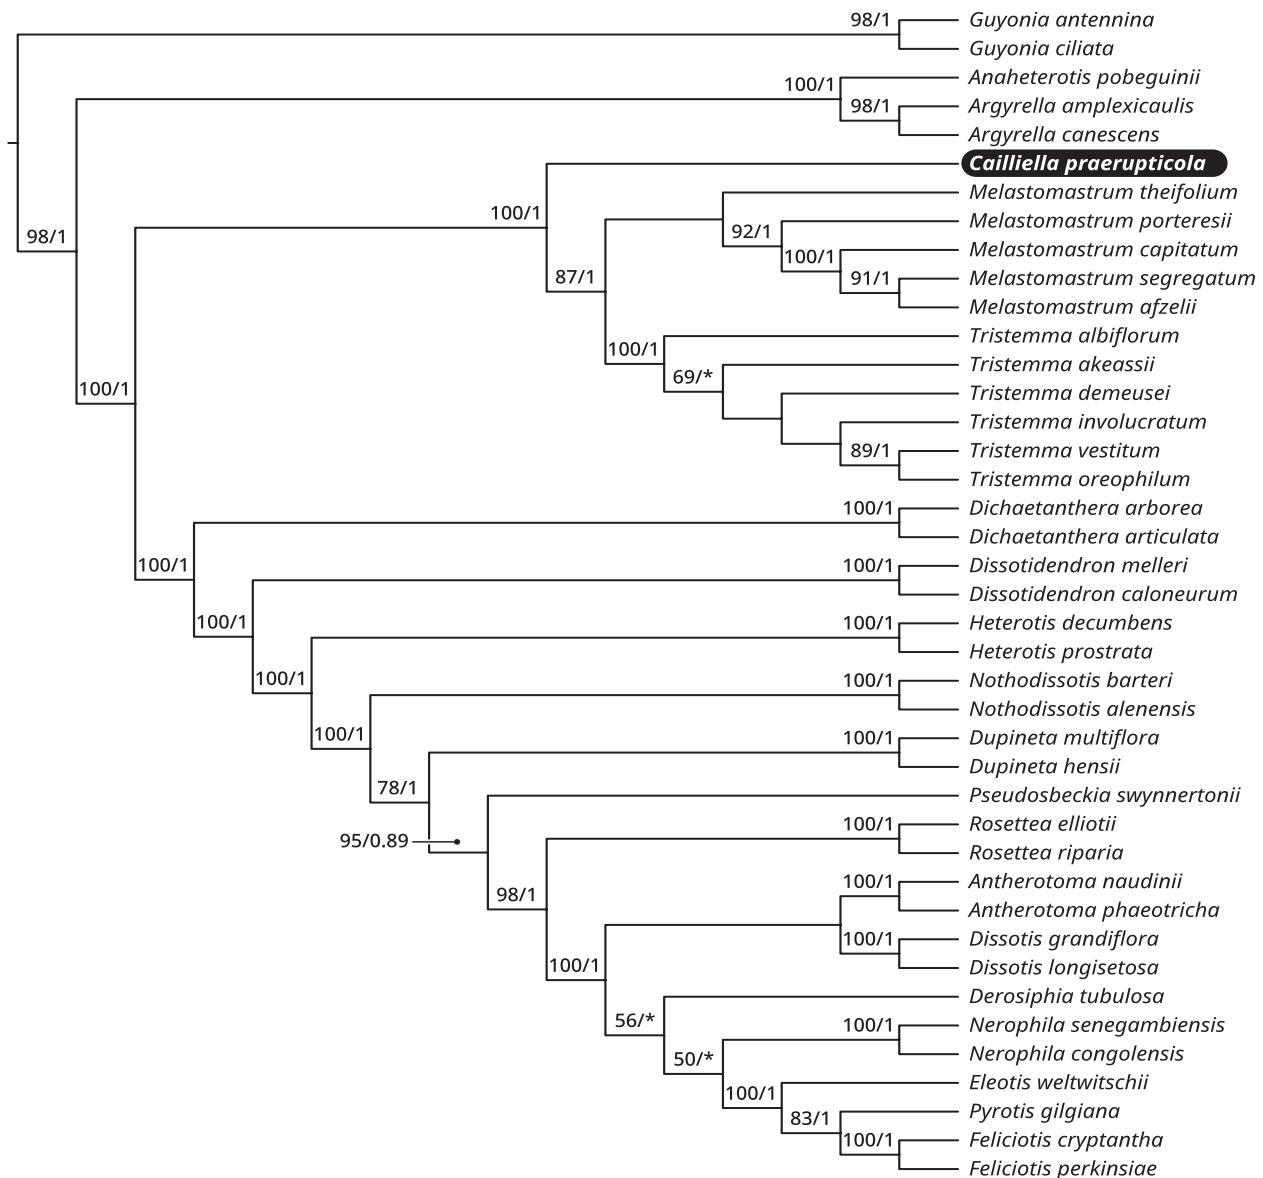 98/1 Guyonia antennina
Guyonia ciliata
100/1 Anaheterotis pobeguinii
98/1 Argyrella amplexicaulis
Argyrella canescens
Cailliella praerupticola
Melastomastrum theifolium
100/1
98/1 92/1 Melastomastrum porteresii
100/1 Melastomastrum capitatum
87/1 91/1 Melastomastrum segregatum
Melastomastrum afzelii
Tristemma albiflorum
100/1
69/* Tristemma akeassii
100/1 Tristemma demeusei
Tristemma involucratum
89/1 Tristemma vestitum
Tristemma oreophilum
100/1 Dichaetanthera arborea
Dichaetanthera articulata
100/1 100/1 Dissotidendron melleri
Dissotidendron caloneurum
100/1 100/1 Heterotis decumbens
Heterotis prostrata
100/1 100/1 Nothodissotis barteri
Nothodissotis alenensis
100/1 100/1 Dupineta multiflora
Dupineta hensii
78/1 Pseudosbeckia swynnertonii
100/1 Rosettea elliotii
95/0.89 Rosettea riparia
98/1 100/1 Antherotoma naudinii
Antherotoma phaeotricha
100/1 Dissotis grandiflora
100/1 Dissotis longisetosa
Derosiphia tubulosa
56/* 100/1 Nerophila senegambiensis
50/* Nerophila congolensis
100/1 Eleotis weltwitschii
83/1 Pyrotis gilgiana
100/1 Feliciotis cryptantha
Feliciotis perkinsiae